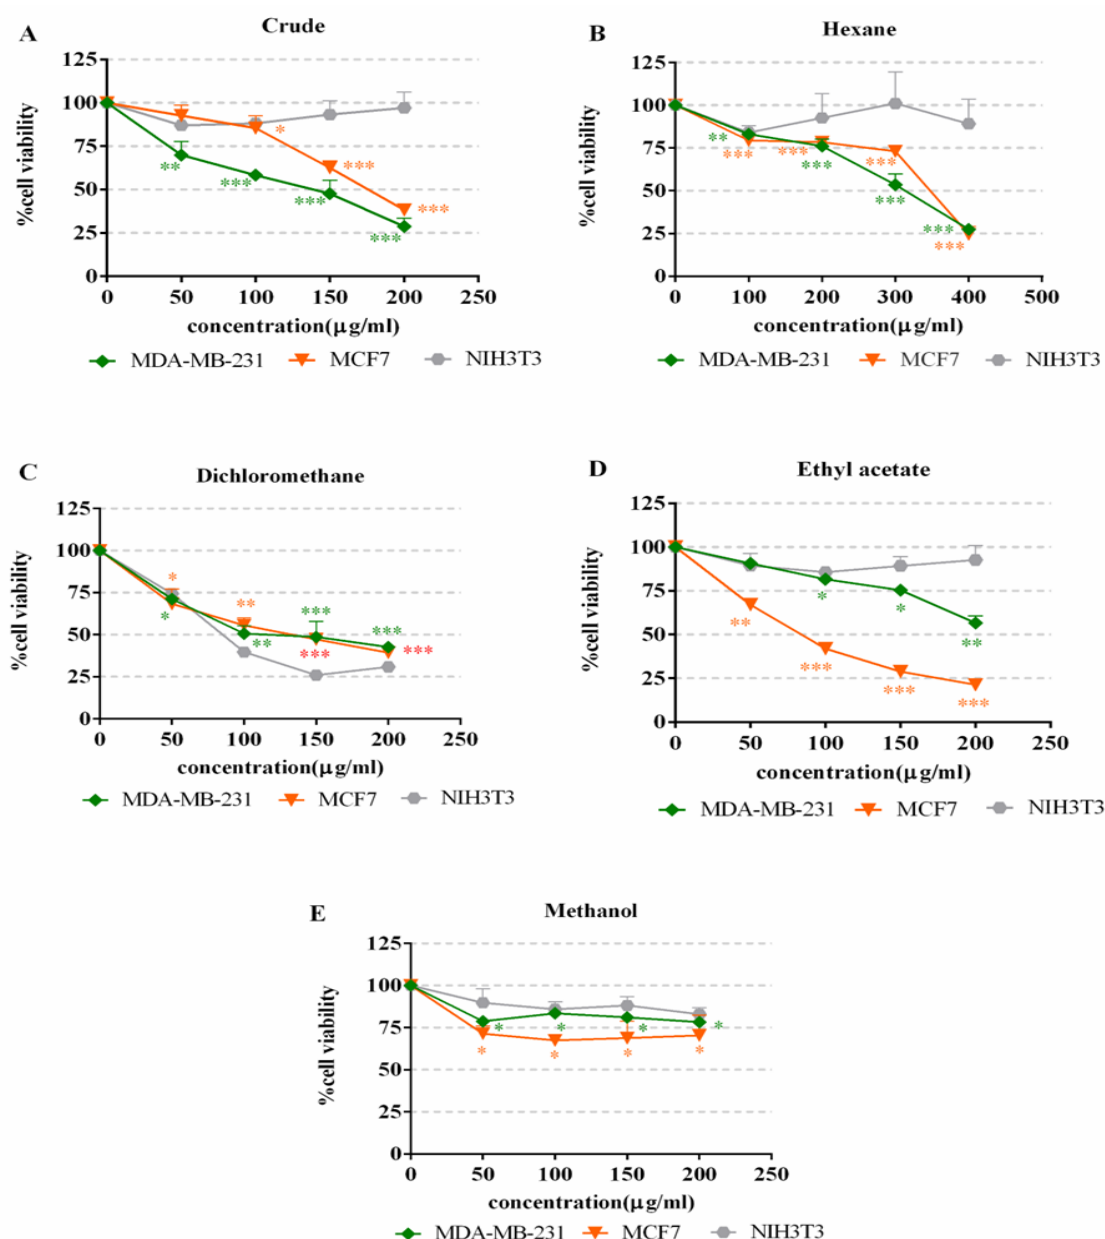 A
Crude
125
100
75
50
25
0
%cell viability
*
** ***
***
*** ***
***
0 50 100 150 200 250
concentration(μg/ml)
MDA-MB-231 MCF7 NIH3T3
B
Hexane
125
100
75
50
25
0
%cell viability
**
*** *** ***
***
***
***
***
0 100 200 300 400 500
concentration(μg/ml)
MDA-MB-231 MCF7 NIH3T3
C
Dichloromethane
125
100
75
50
25
0
%cell viability
*
** *** ***
* ** *** ***
0 50 100 150 200 250
concentration(μg/ml)
MDA-MB-231 MCF7 NIH3T3
D
Ethyl acetate
125
100
75
50
25
0
%cell viability
* *
** **
***
***
***
0 50 100 150 200 250
concentration(μg/ml)
MDA-MB-231 MCF7 NIH3T3
E
Methanol
125
100
75
50
25
0
%cell viability
* * * *
* * * *
0 50 100 150 200 250
concentration(μg/ml)
MDA-MB-231 MCF7 NIH3T3